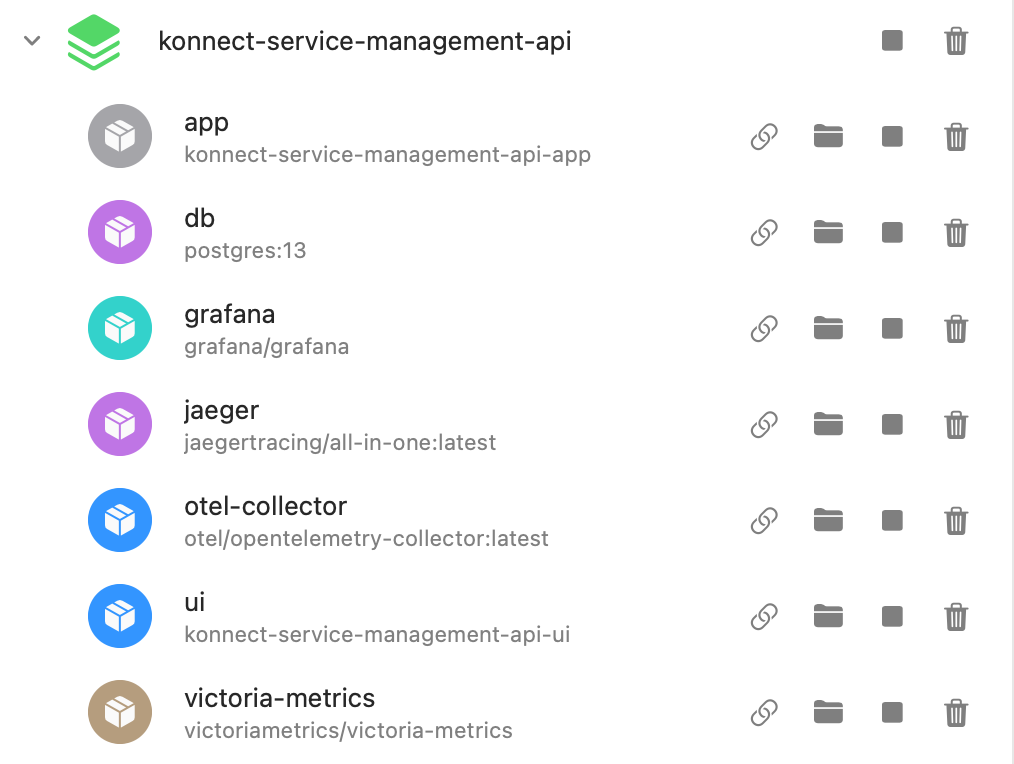 konnect-service-management-api
app
konnect-service-management-api-app
db
postgres:13
grafana
grafana/grafana
jaeger
jaegertracing/all-in-one:latest
otel-collector
otel/opentelemetry-collector:latest
ui
konnect-service-management-api-ui
victoria-metrics
victoriametrics/victoria-metrics